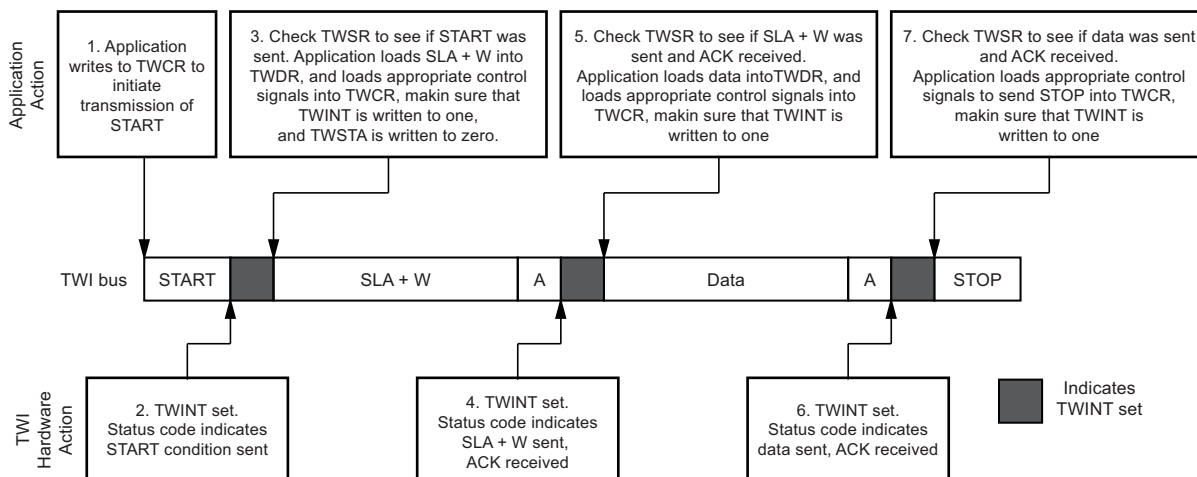 Application
Action
1. Application
writes to TWCR to
initiate
transmission of
START
3. Check TWSR to see if START was
sent. Application loads SLA + W into
TWDR, and loads appropriate control
signals into TWCR, makin sure that
TWINT is written to one,
and TWSTA is written to zero.
5. Check TWSR to see if SLA + W was
sent and ACK received.
Application loads data intoTWDR, and
loads appropriate control signals into
TWCR, makin sure that TWINT is
written to one
7. Check TWSR to see if data was sent
and ACK received.
Application loads appropriate control
signals to send STOP into TWCR,
makin sure that TWINT is
written to one
TWI bus
START
SLA + W
A
Data
A
STOP
TWI
Hardware
Action
2. TWINT set.
Status code indicates
START condition sent
4. TWINT set.
Status code indicates
SLA + W sent,
ACK received
6. TWINT set.
Status code indicates
data sent, ACK received
Indicates
TWINT set